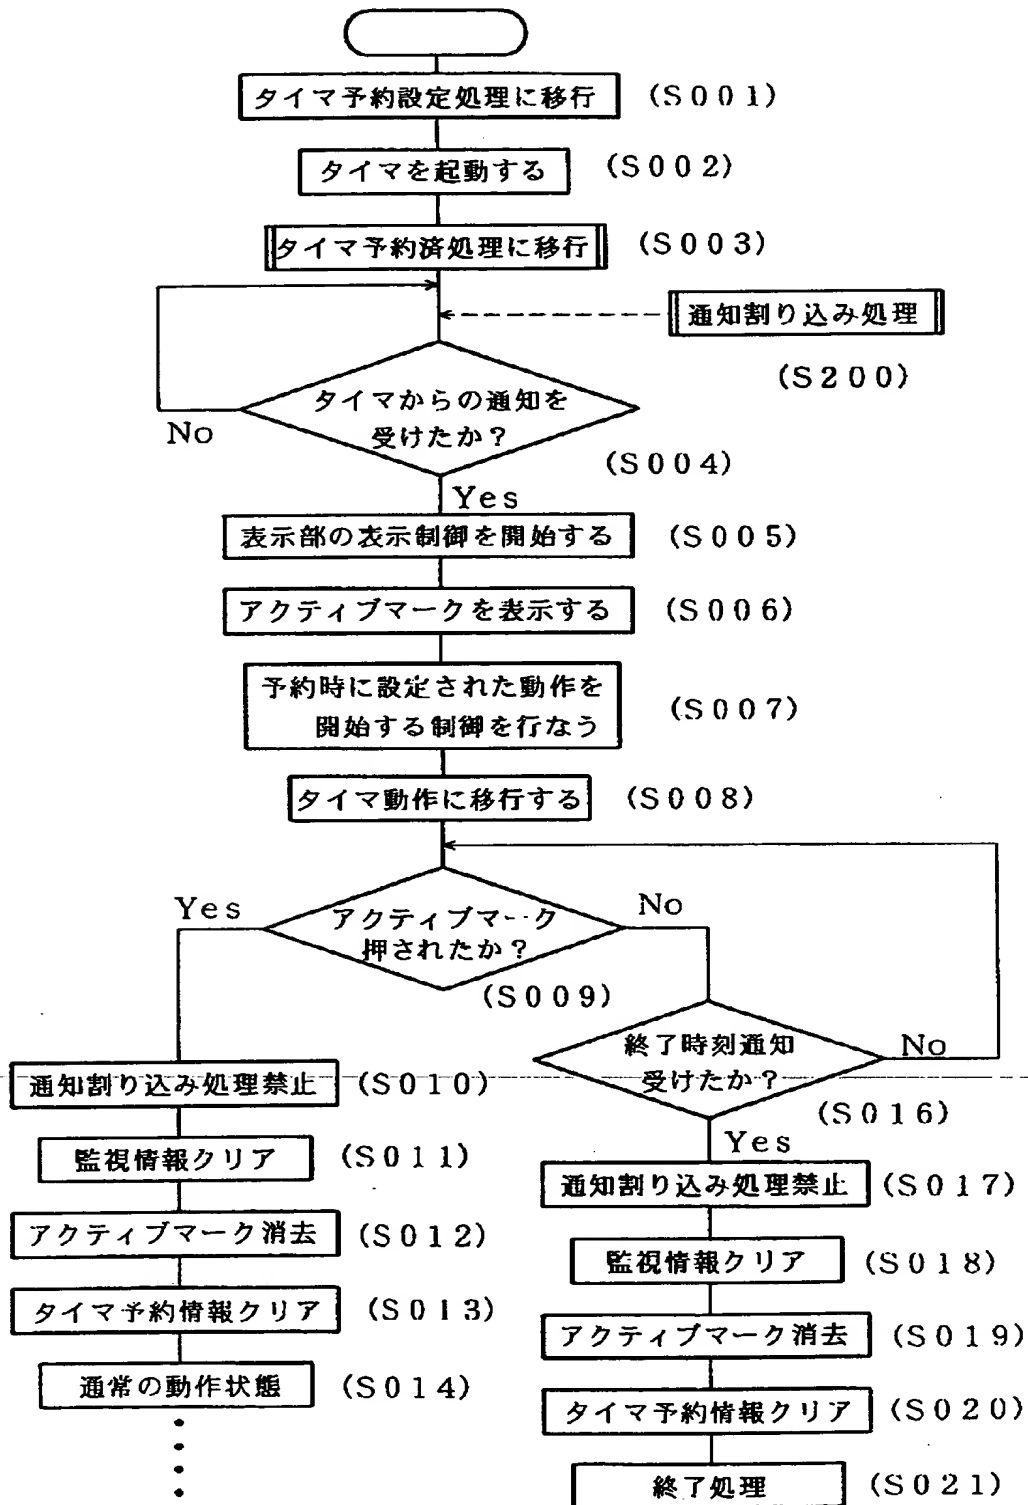 タイマ予約設定処理に移行 (S001)
タイマを起動する (S002)
タイマ予約済処理に移行 (S003)
通知割り込み処理
(S200)
タイマからの通知を
受けたか?
No
(S004)
Yes
表示部の表示制御を開始する (S005)
アクティブマークを表示する (S006)
予約時に設定された動作を
開始する制御を行なう
(S007)
タイマ動作に移行する (S008)
Yes
アクティブマーク
押されたか?
No
(S009)
終了時刻通知
受けたか?
No
(S016)
Yes
通知割り込み処理禁止 (S010)
監視情報クリア (S011)
アクティブマーク消去 (S012)
タイマ予約情報クリア (S013)
通常の動作状態 (S014)
通知割り込み処理禁止 (S017)
監視情報クリア (S018)
アクティブマーク消去 (S019)
タイマ予約情報クリア (S020)
終了処理 (S021)